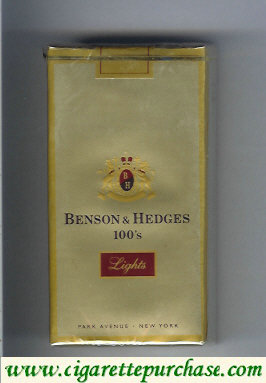 B
H
BENSON & HEDGES
100's
Lights
PARK AVENUE · NEW YORK
www.cigarettepurchase.com